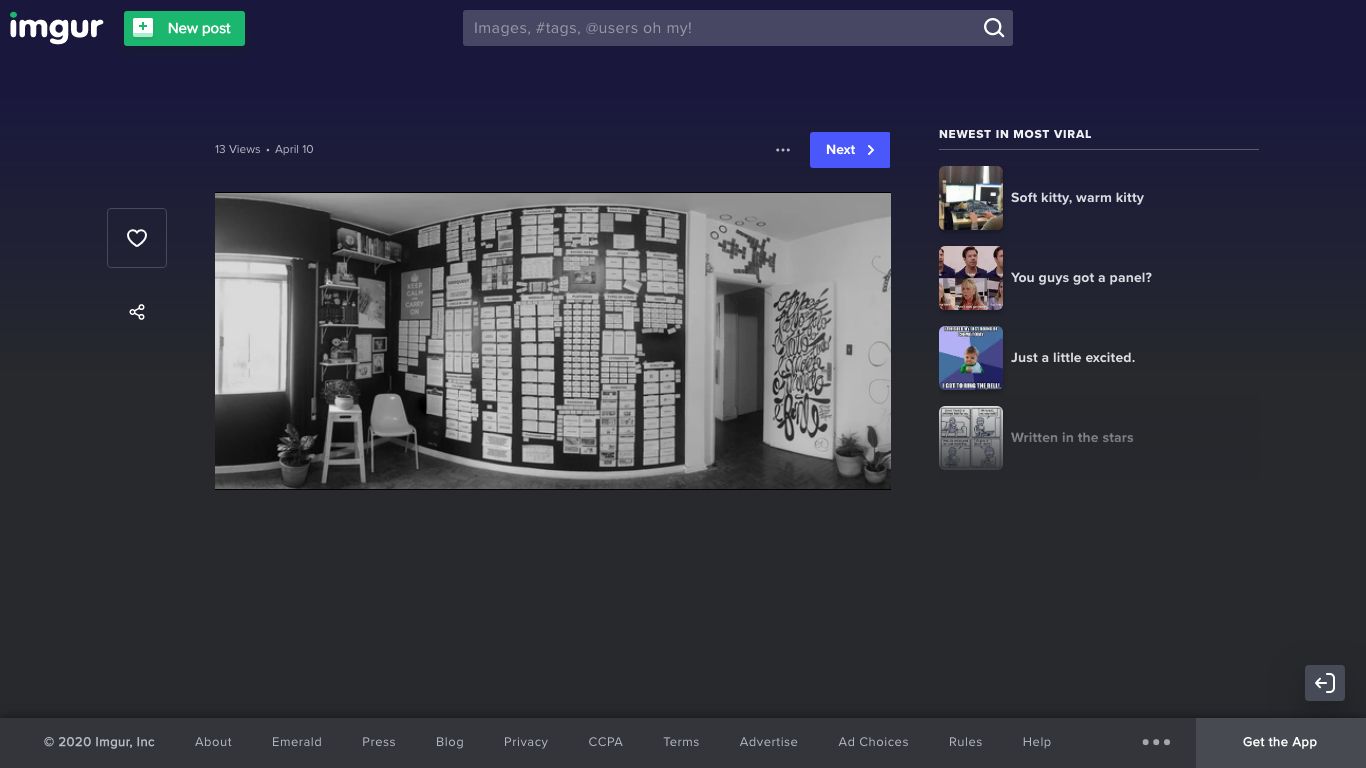 imgur
New post
Images, #tags, @users oh my!
13 Views • April 10
Next
NEWEST IN MOST VIRAL
Soft kitty, warm kitty
You guys got a panel?
Just a little excited.
I GOT TO RING THE BELL!
Written in the stars
KEEP
CALM
AND
CARRY
ON
© 2020 Imgur, Inc
About
Emerald
Press
Blog
Privacy
CCPA
Terms
Advertise
Ad Choices
Rules
Help
Get the App